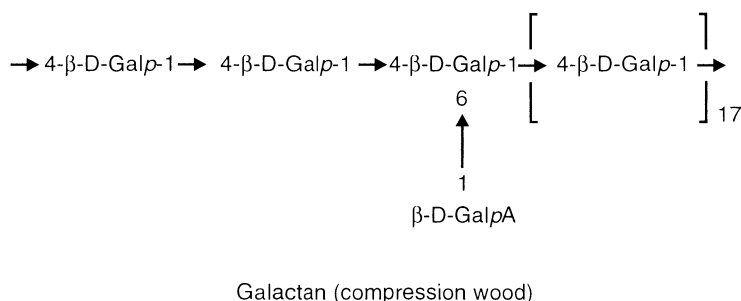 → 4-β-D-Galp-1 → 4-β-D-Galp-1 → 4-β-D-Galp-1 → [ 4-β-D-Galp-1 ] →
6
17
1
β-D-GalpA
Galactan (compression wood)